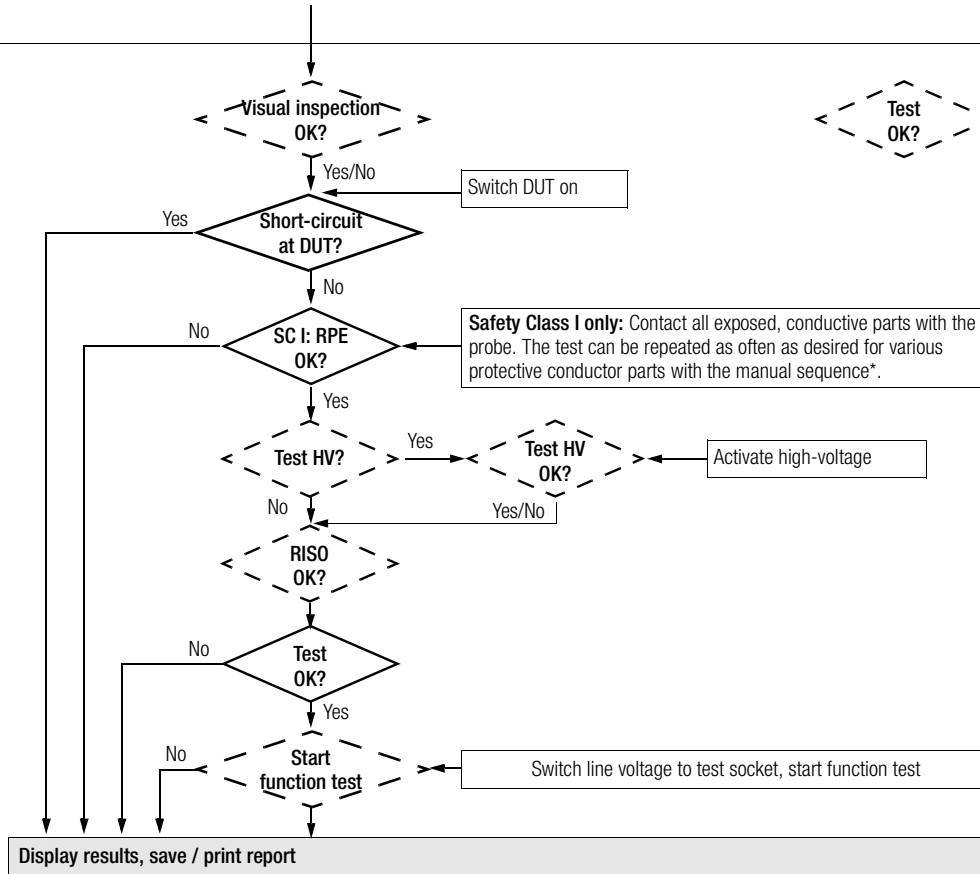 Visual inspection
OK?
Test
OK?
Yes/No
Switch DUT on
Yes
Short-circuit
at DUT?
No
No
SC I: RPE
OK?
Safety Class I only: Contact all exposed, conductive parts with the
probe. The test can be repeated as often as desired for various
protective conductor parts with the manual sequence*.
Yes
Test HV?
Yes
Test HV
OK?
Activate high-voltage
No
Yes/No
RISO
OK?
No
Test
OK?
Yes
No
Start
function test
Switch line voltage to test socket, start function test
Display results, save / print report